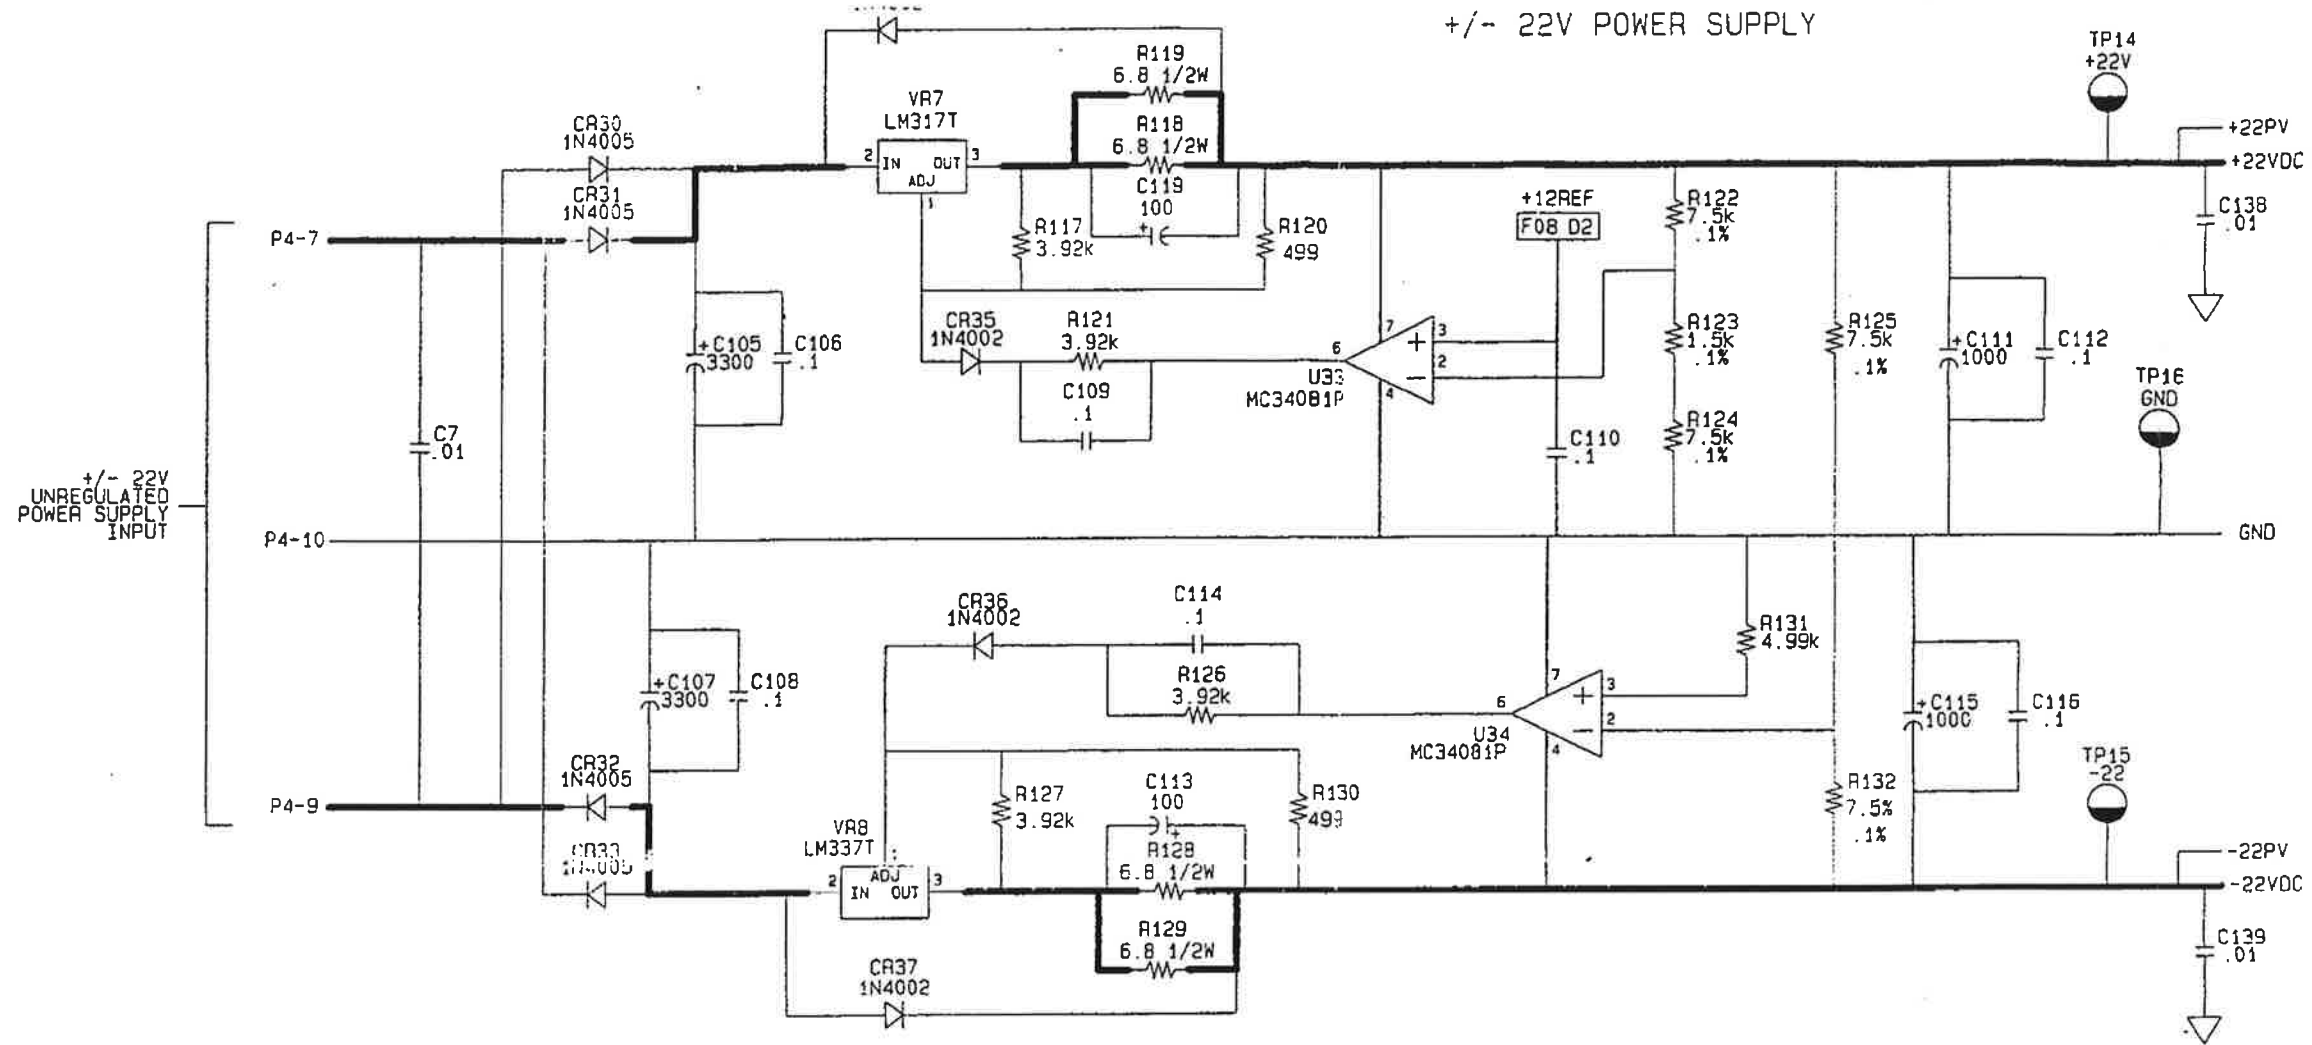 +/- 22V POWER SUPPLY
TP14
+22V
+22PV
+22VDC
R119
6.8 1/2W
VR7
LM317T
R118
6.8 1/2W
2
IN
OUT
3
ADJ
1
C119
100
CR30
1N4005
CR31
1N4005
R117
3.92k
R120
499
+12REF
F08 D2
R122
7.5k
.1%
C138
.01
P4-7
CR35
1N4002
R121
3.92k
C109
.1
6
7
3
+
2
-
4
U33
MC34081P
R123
1.5k
.1%
R125
7.5k
.1%
+
C111
1000
C112
.1
+
C105
3300
C106
.1
TP16
GND
C7
.01
C110
.1
R124
7.5k
.1%
+/- 22V
UNREGULATED
POWER SUPPLY
INPUT
P4-10
GND
CR36
1N4002
C114
.1
R126
3.92k
R131
4.99k
+
C107
3300
C108
.1
6
7
3
+
2
-
4
U34
MC34081P
+
C115
1000
C116
.1
TP15
-22
CR32
1N4005
P4-9
R127
3.92k
C113
100
+
R130
499
R132
7.5%
.1%
VR8
LM337T
CR33
1N4005
1
ADJ
2
IN
OUT
3
R128
6.8 1/2W
-22PV
-22VDC
R129
6.8 1/2W
C139
.01
CR37
1N4002